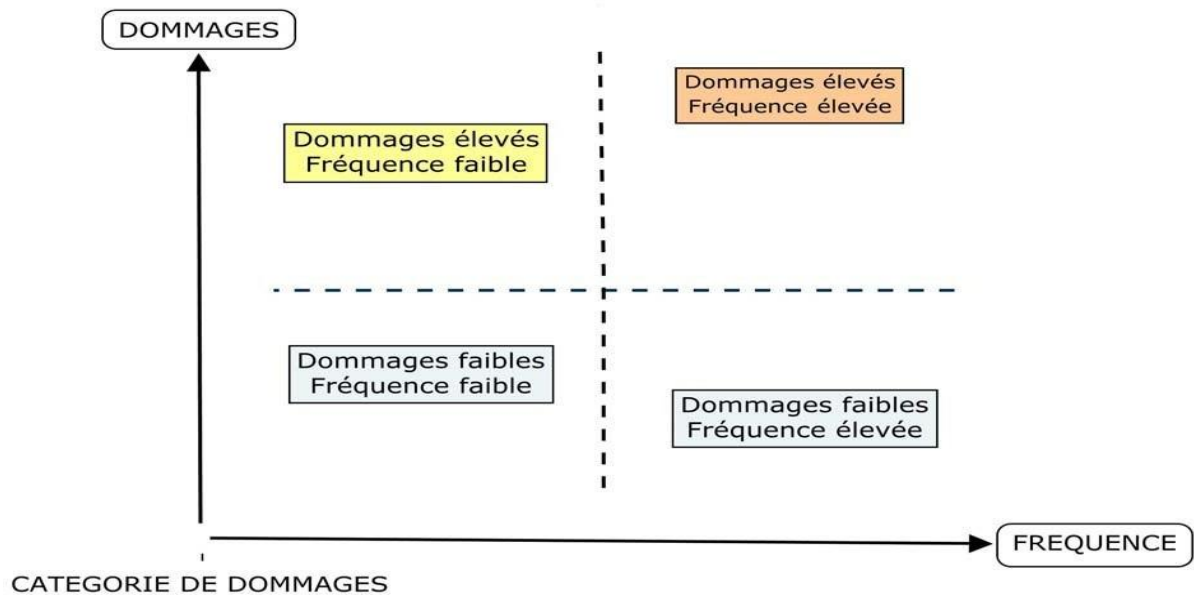 DOMMAGES
Dommages élevés
Fréquence élevée
Dommages élevés
Fréquence faible
Dommages faibles
Fréquence faible
Dommages faibles
Fréquence élevée
FREQUENCE
CATEGORIE DE DOMMAGES